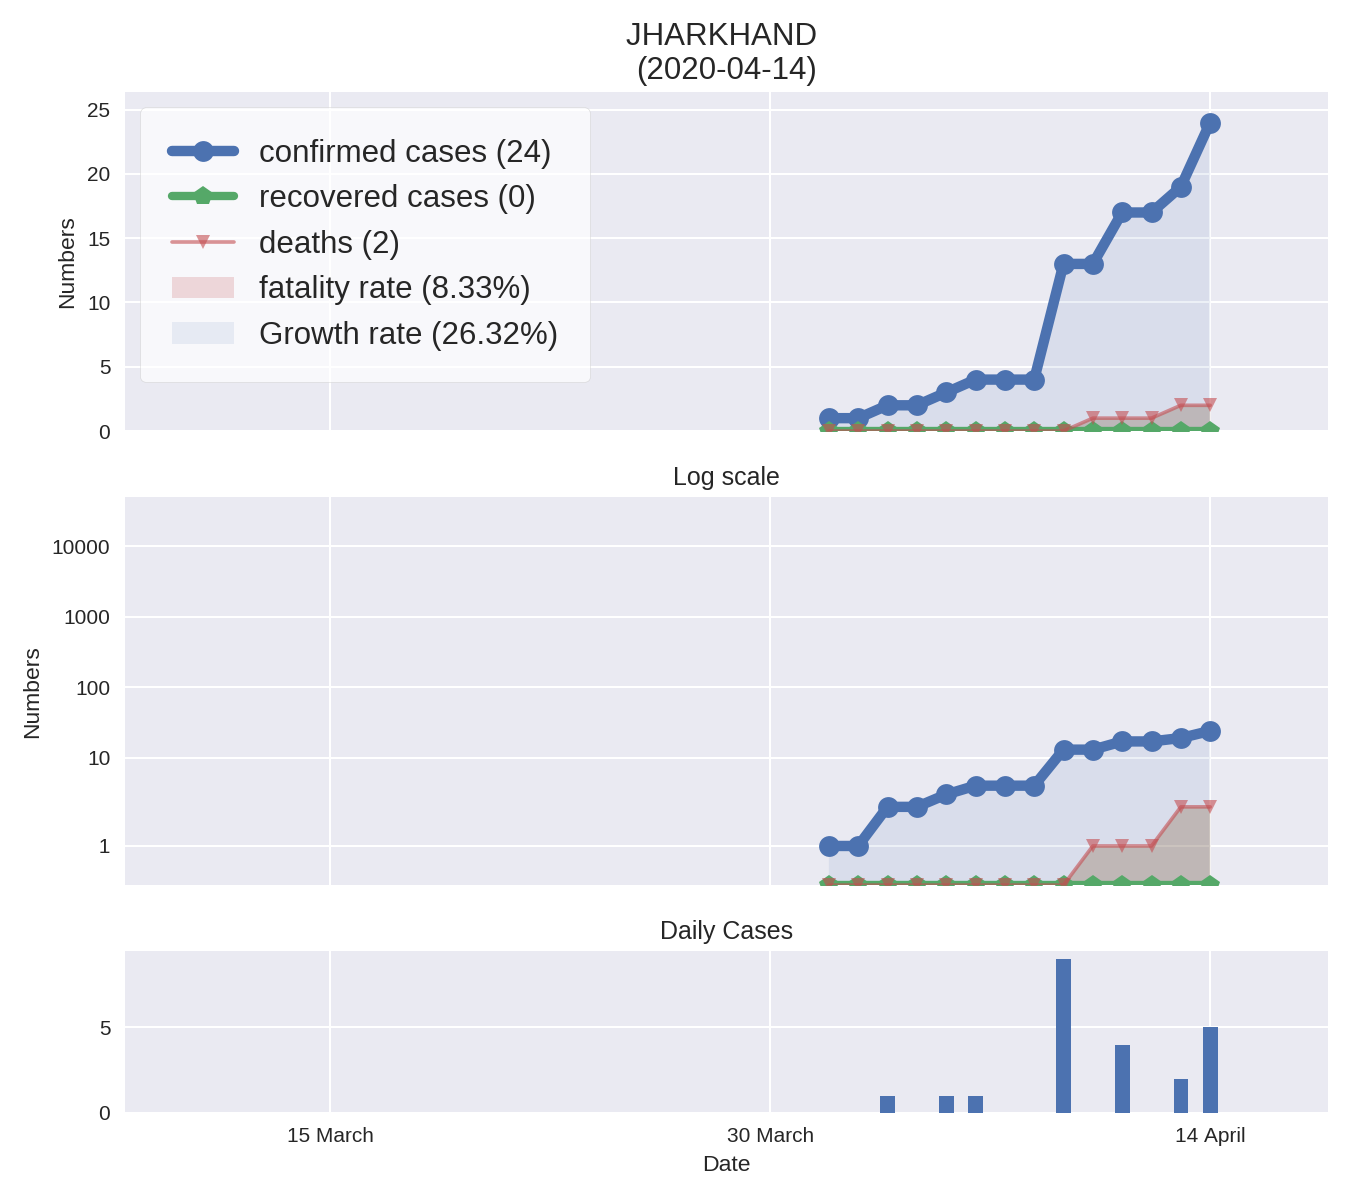 JHARKHAND
(2020-04-14)
25
20
15
10
5
0
Numbers
confirmed cases (24)
recovered cases (0)
deaths (2)
fatality rate (8.33%)
Growth rate (26.32%)
Log scale
10000
1000
100
10
1
Numbers
Daily Cases
5
0
15 March
30 March
14 April
Date